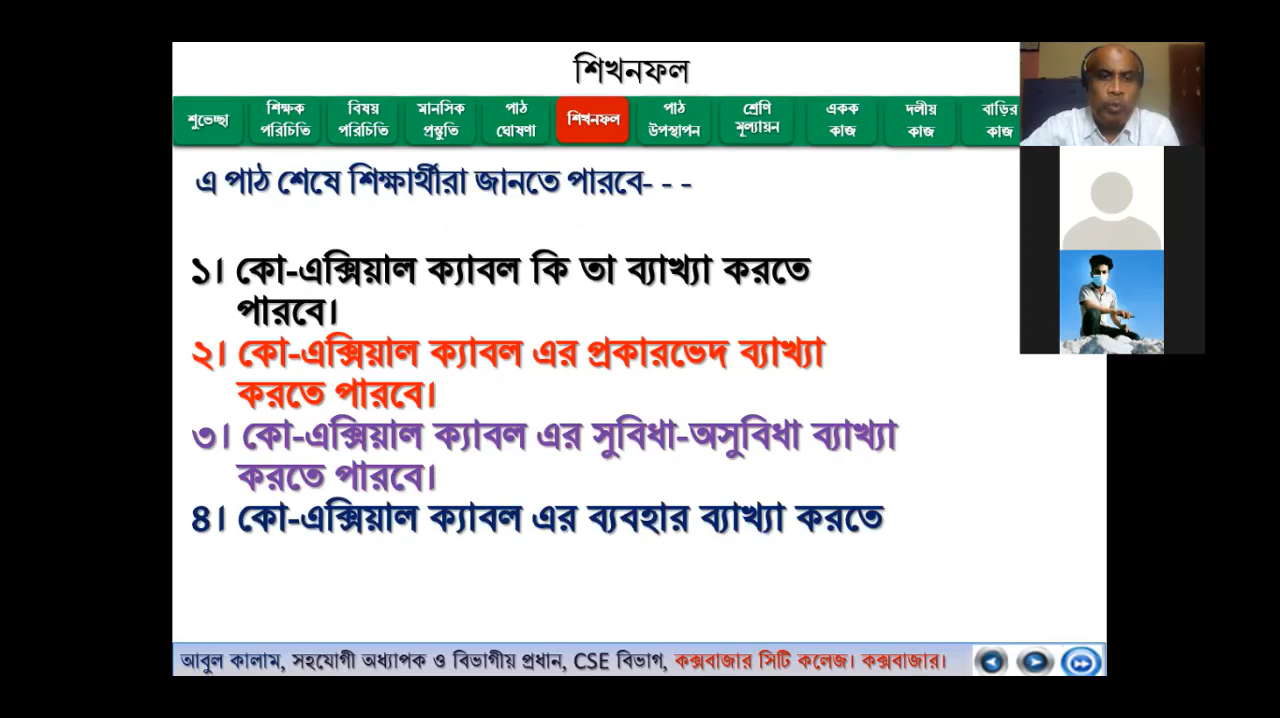 শিখনফল
শুভেচ্ছা
শিক্ষক
পরিচিতি
বিষয়
পরিচিতি
মানসিক
প্রস্তুতি
পাঠ
ঘোষণা
শিখনফল
পাঠ
উপস্থাপন
শ্রেণি
মূল্যায়ন
একক
কাজ
দলীয়
কাজ
বাড়ির
কাজ
এ পাঠ শেষে শিক্ষার্থীরা জানতে পারবে- - -
১। কো-এক্সিয়াল ক্যাবল কি তা ব্যাখ্যা করতে
পারবে।
২। কো-এক্সিয়াল ক্যাবল এর প্রকারভেদ ব্যাখ্যা
করতে পারবে।
৩। কো-এক্সিয়াল ক্যাবল এর সুবিধা-অসুবিধা ব্যাখ্যা
করতে পারবে।
৪। কো-এক্সিয়াল ক্যাবল এর ব্যবহার ব্যাখ্যা করতে
আবুল কালাম, সহযোগী অধ্যাপক ও বিভাগীয় প্রধান, CSE বিভাগ, কক্সবাজার সিটি কলেজ। কক্সবাজার।